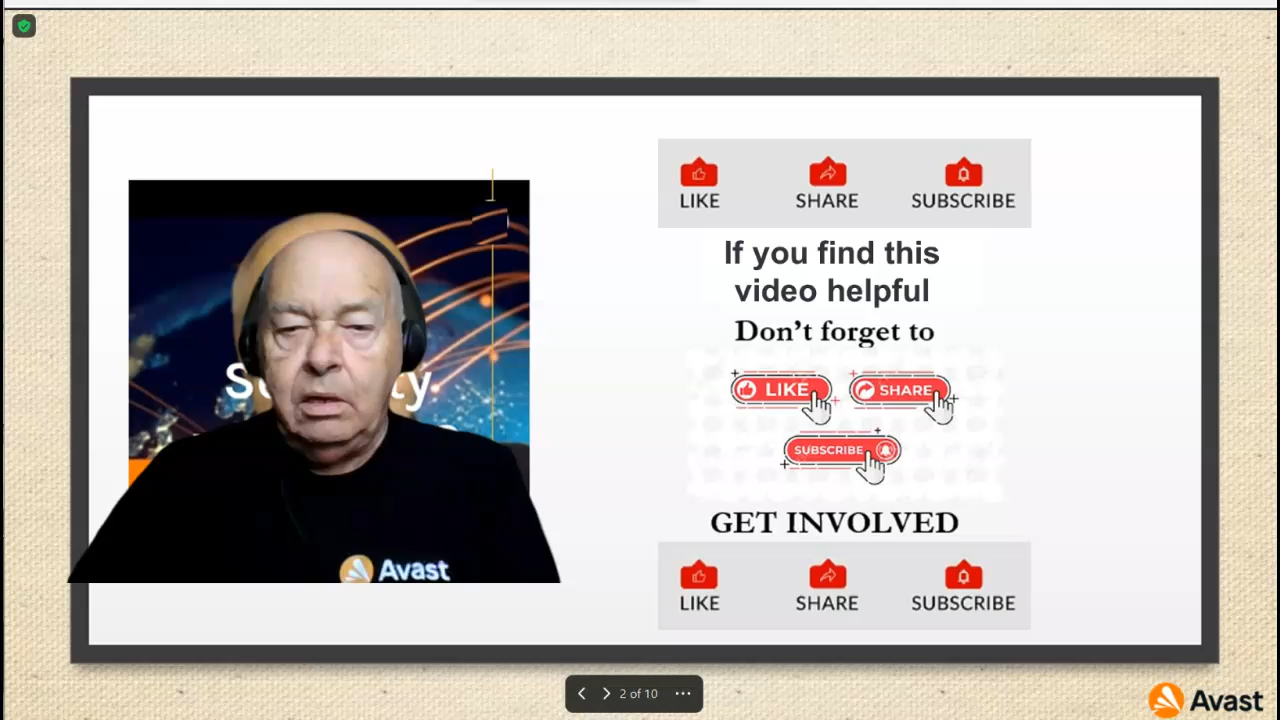 LIKE SHARE SUBSCRIBE
If you find this
video helpful
Don't forget to
LIKE SHARE
SUBSCRIBE
GET INVOLVED
LIKE SHARE SUBSCRIBE
Avast
2 of 10
Avast